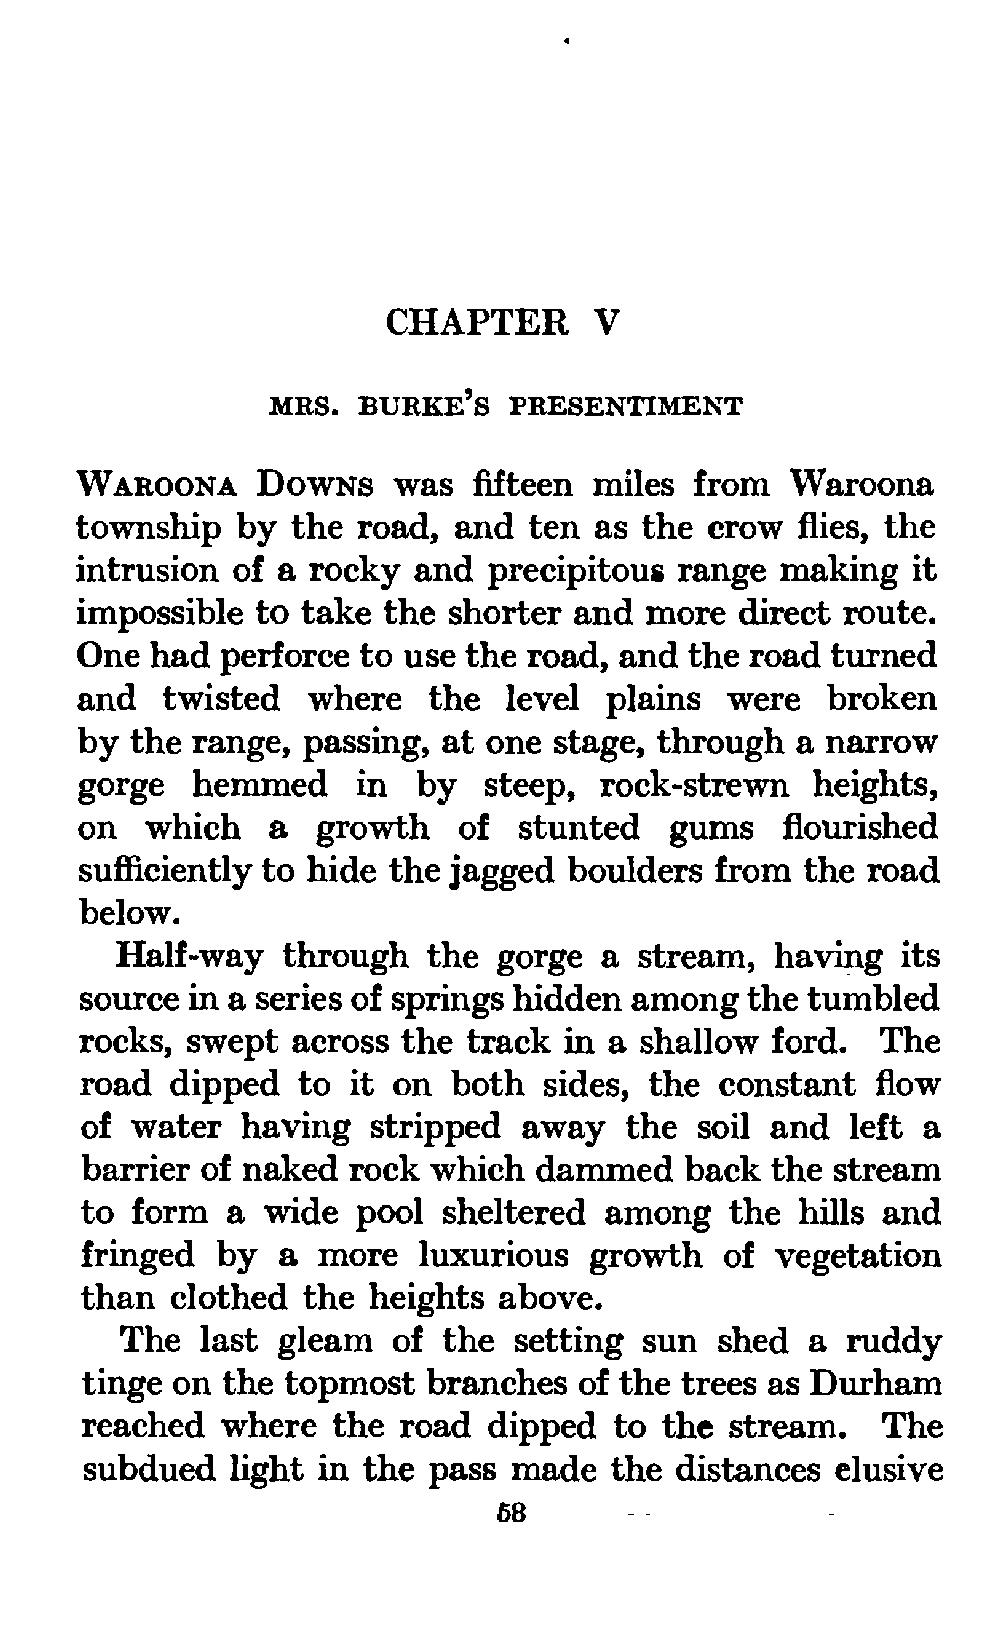 CHAPTER V
MRS. BURKE'S PRESENTIMENT
WAROONA DOWNS was fifteen miles from Waroona
township by the road, and ten as the crow flies, the
intrusion of a rocky and precipitous range making it
impossible to take the shorter and more direct route.
One had perforce to use the road, and the road turned
and twisted where the level plains were broken
by the range, passing, at one stage, through a narrow
gorge hemmed in by steep, rock-strewn heights,
on which a growth of stunted gums flourished
sufficiently to hide the jagged boulders from the road
below.
Half-way through the gorge a stream, having its
source in a series of springs hidden among the tumbled
rocks, swept across the track in a shallow ford. The
road dipped to it on both sides, the constant flow
of water having stripped away the soil and left a
barrier of naked rock which dammed back the stream
to form a wide pool sheltered among the hills and
fringed by a more luxurious growth of vegetation
than clothed the heights above.
The last gleam of the setting sun shed a ruddy
tinge on the topmost branches of the trees as Durham
reached where the road dipped to the stream. The
subdued light in the pass made the distances elusive
58